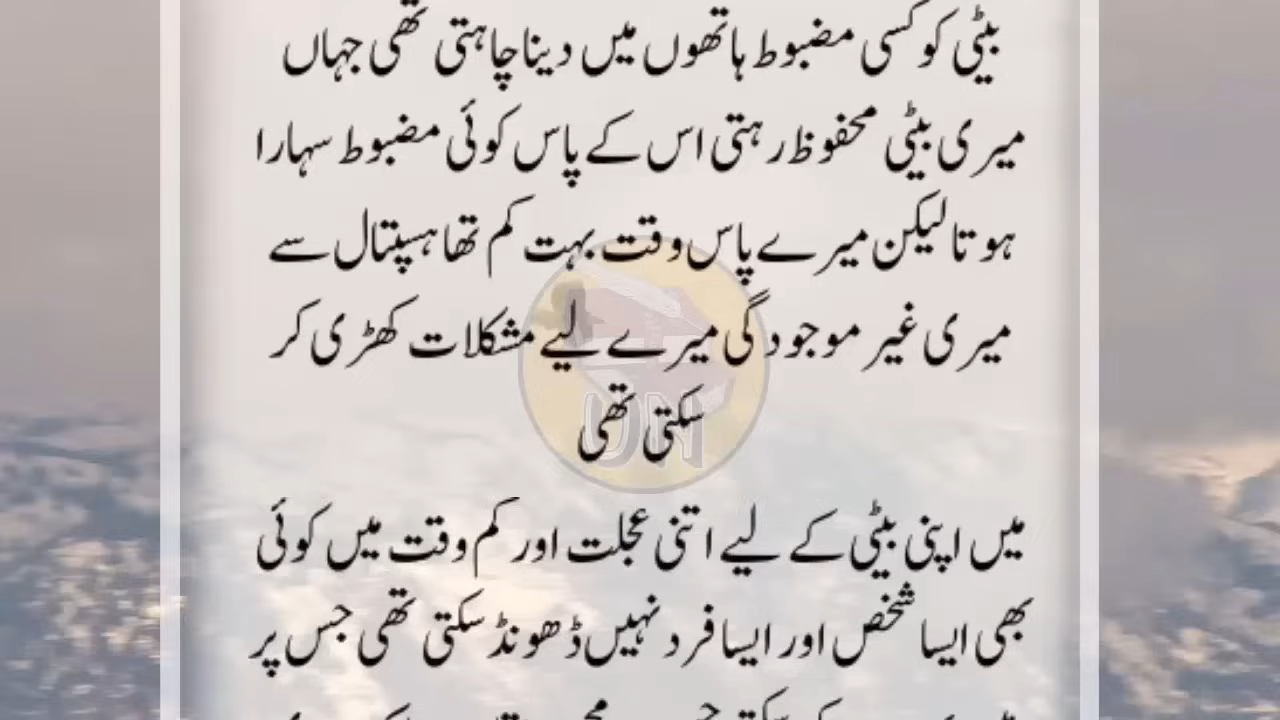 بیٹی کو کسی مضبوط ہاتھوں میں دینا چاہتی تھی جہاں
میری بیٹی محفوظ رہتی اس کے پاس کوئی مضبوط سہارا
ہوتا لیکن میرے پاس وقت بہت کم تھا ہسپتال سے
میری غیر موجودگی میرے لیے مشکلات کھڑی کر
سکتی تھی
UN
میں اپنی بیٹی کے لیے اتنی عجلت اور کم وقت میں کوئی
بھی ایسا شخص اور ایسا فرد نہیں ڈھونڈ سکتی تھی جس پر